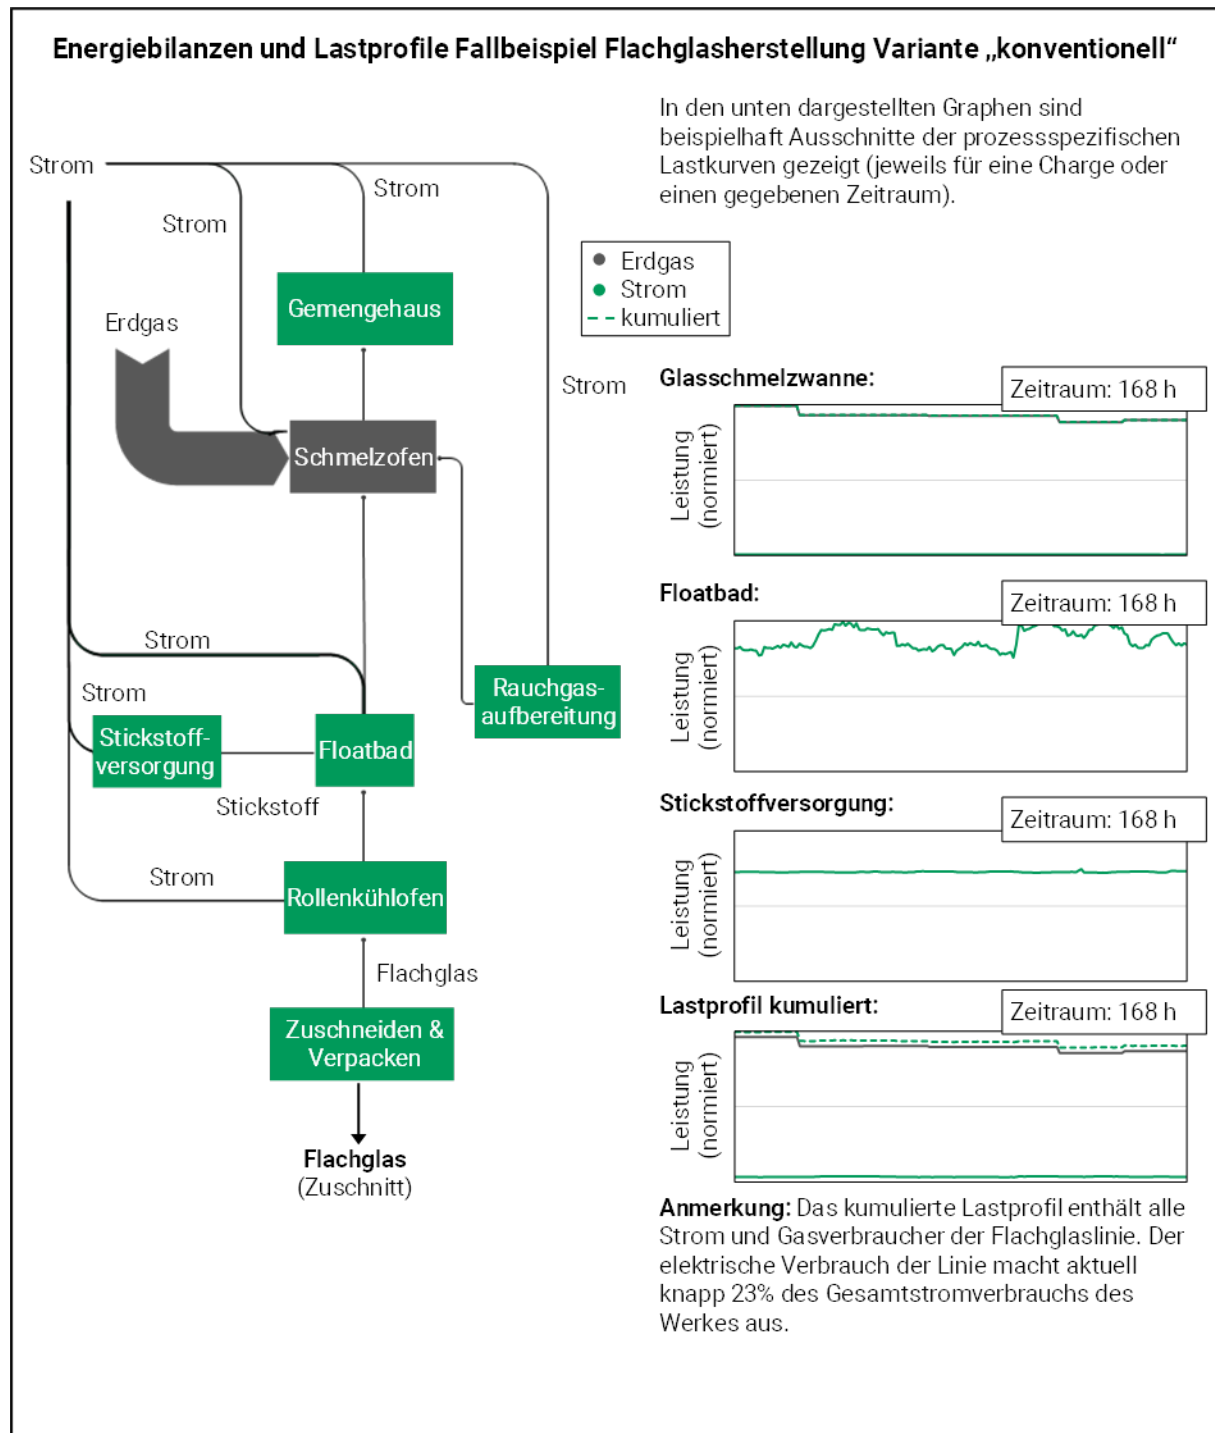 Energiebilanzen und Lastprofile Fallbeispiel Flachglasherstellung Variante „konventionell“
In den unten dargestellten Graphen sind
beispielhaft Ausschnitte der prozessspezifischen
Lastkurven gezeigt (jeweils für eine Charge oder
einen gegebenen Zeitraum).
Strom
Strom
Strom
Erdgas
Strom
kumuliert
Gemengehaus
Erdgas
Strom
Schmelzofen
Strom
Strom
Stickstoff-
versorgung
Floatbad
Rauchgas-
aufbereitung
Stickstoff
Strom
Rollenkühlofen
Flachglas
Zuschneiden &
Verpacken
Flachglas
(Zuschnitt)
Glasschmelzwanne:
Zeitraum: 168 h
Leistung
(normiert)
Floatbad:
Zeitraum: 168 h
Leistung
(normiert)
Stickstoffversorgung:
Zeitraum: 168 h
Leistung
(normiert)
Lastprofil kumuliert:
Zeitraum: 168 h
Leistung
(normiert)
Anmerkung: Das kumulierte Lastprofil enthält alle
Strom und Gasverbraucher der Flachglaslinie. Der
elektrische Verbrauch der Linie macht aktuell
knapp 23% des Gesamtstromverbrauchs des
Werkes aus.